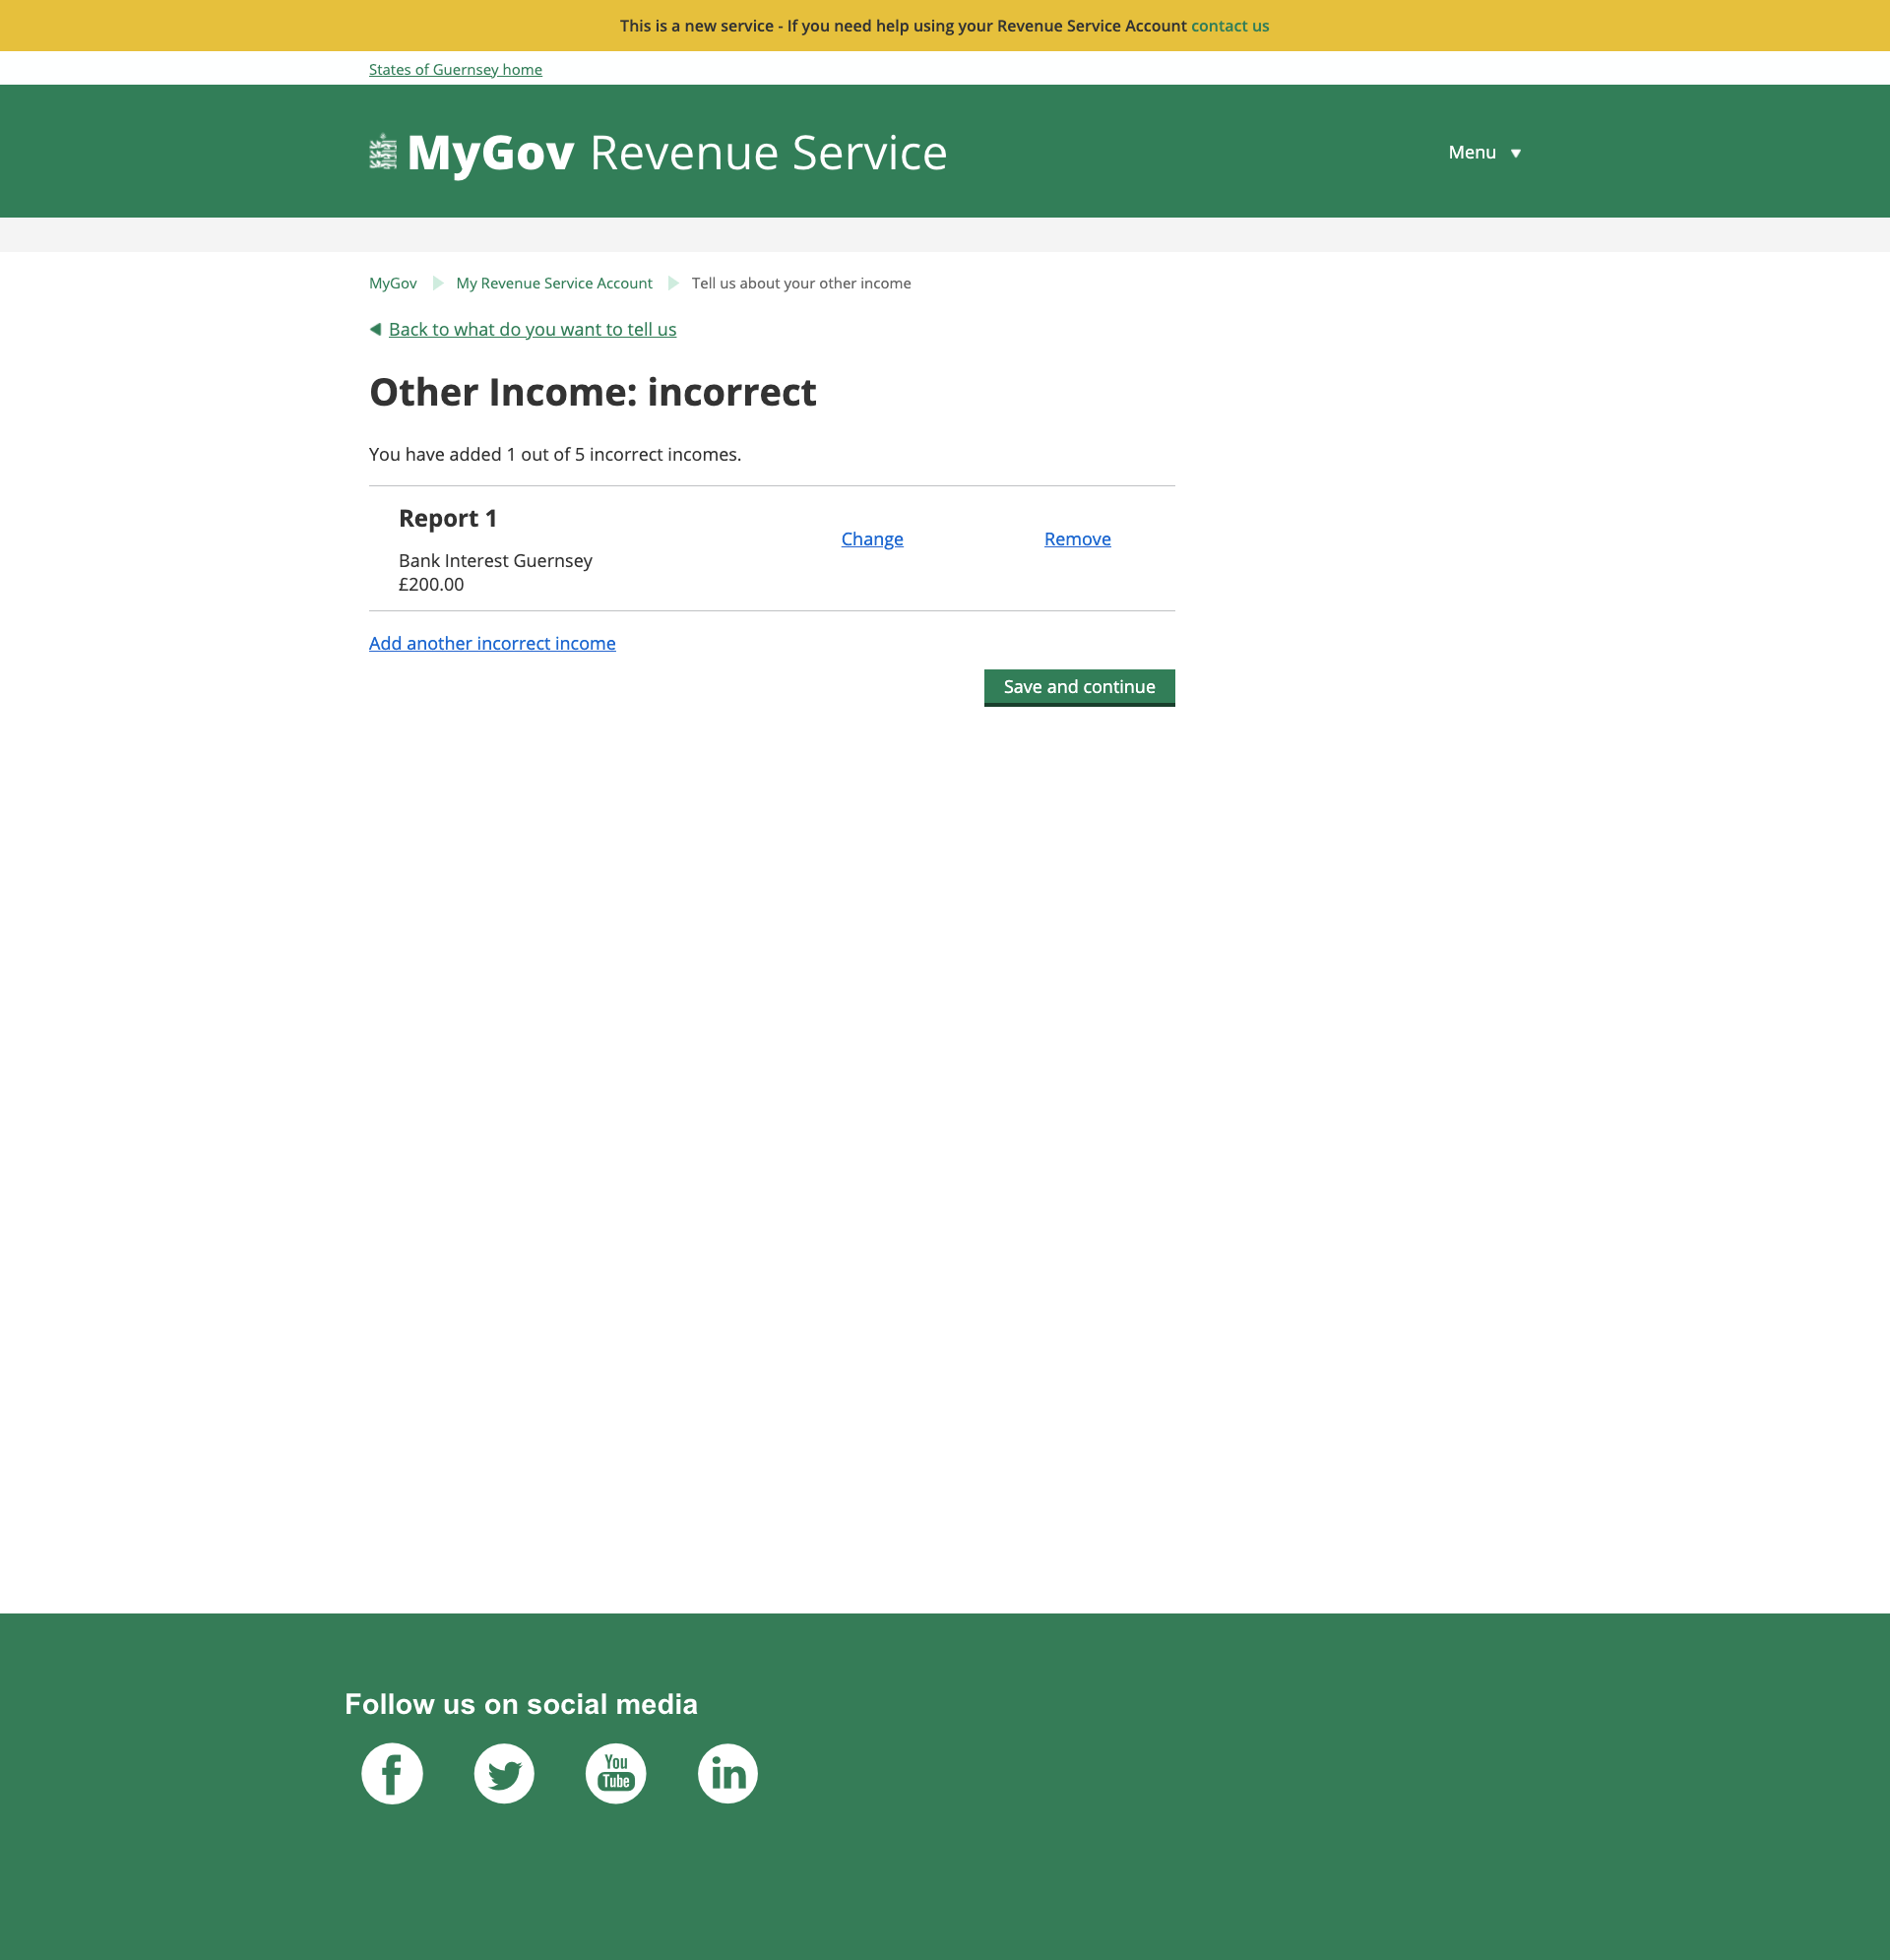 This is a new service - If you need help using your Revenue Service Account contact us
States of Guernsey home
MyGov Revenue Service
Menu
MyGov
My Revenue Service Account
Tell us about your other income
Back to what do you want to tell us
Other Income: incorrect
You have added 1 out of 5 incorrect incomes.
Report 1
Change
Remove
Bank Interest Guernsey
£200.00
Add another incorrect income
Save and continue
Follow us on social media
f
You
Tube
in